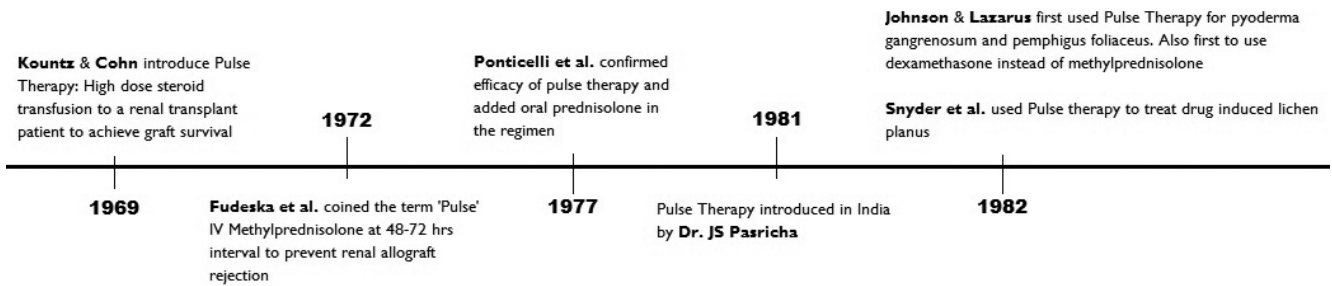 Kountz & Cohn introduce Pulse
Therapy: High dose steroid
transfusion to a renal transplant
patient to achieve graft survival
1969
1972
Fudeska et al. coined the term 'Pulse'
IV Methylprednisolone at 48-72 hrs
interval to prevent renal allograft
rejection
Ponticelli et al. confirmed
efficacy of pulse therapy and
added oral prednisolone in
the regimen
1977
1981
Pulse Therapy introduced in India
by Dr. JS Pasricha
Johnson & Lazarus first used Pulse Therapy for pyoderma
gangrenosum and pemphigus foliaceus. Also first to use
dexamethasone instead of methylprednisolone
Snyder et al. used Pulse therapy to treat drug induced lichen
planus
1982